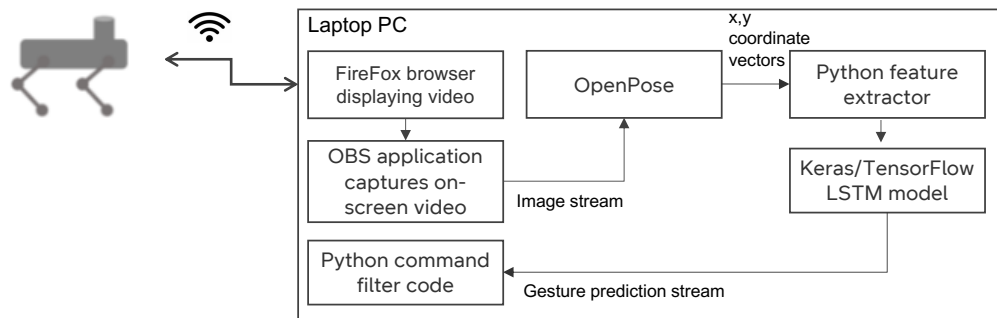 Laptop PC
FireFox browser
displaying video
OBS application
captures on-
screen video
Image stream
OpenPose
x,y
coordinate
vectors
Python feature
extractor
Keras/TensorFlow
LSTM model
Gesture prediction stream
Python command
filter code